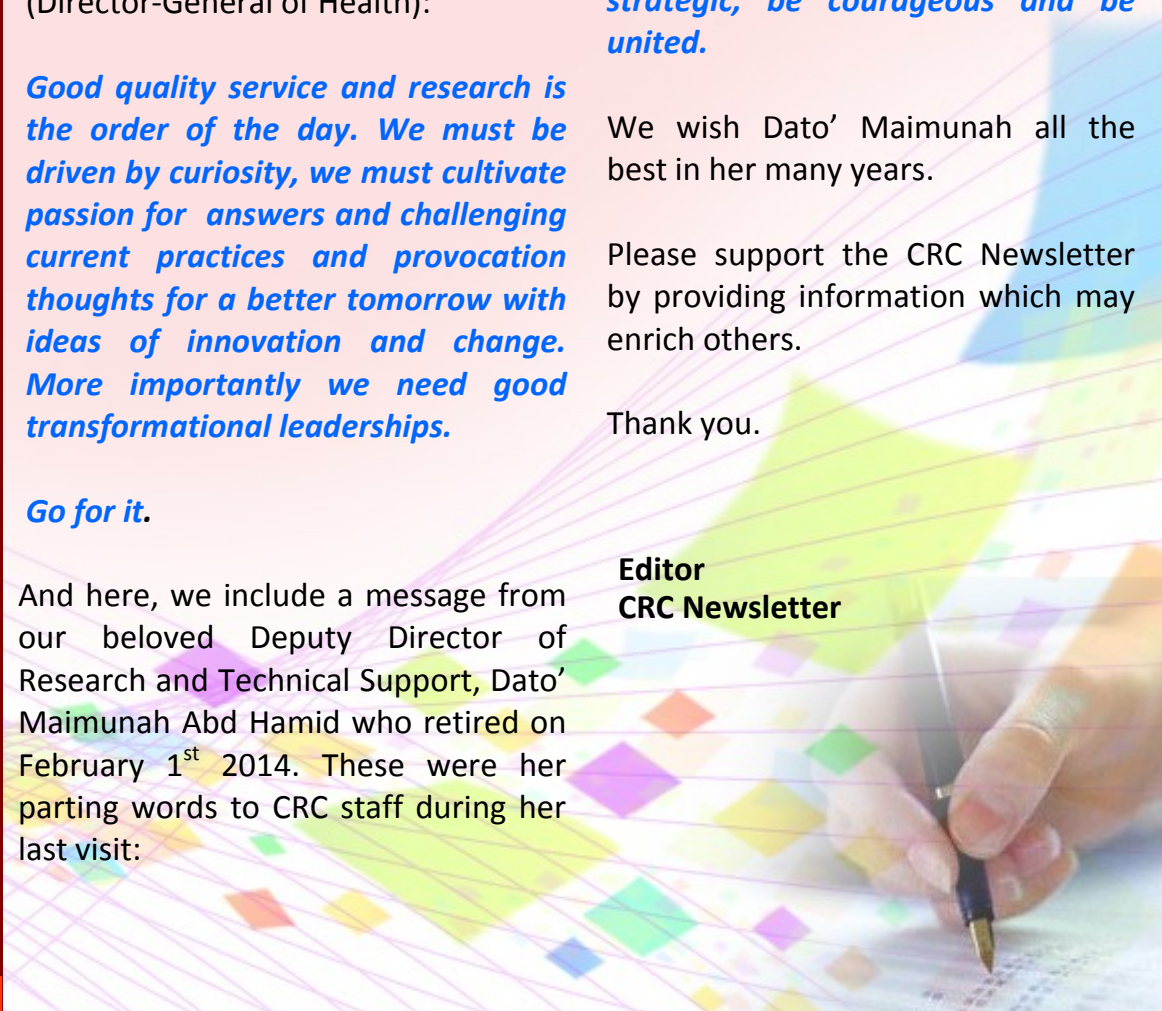 (Director-General of Health):
Good quality service and research is
the order of the day. We must be
driven by curiosity, we must cultivate
passion for answers and challenging
current practices and provocation
thoughts for a better tomorrow with
ideas of innovation and change.
More importantly we need good
transformational leaderships.
Go for it.
And here, we include a message from
our beloved Deputy Director of
Research and Technical Support, Dato’
Maimunah Abd Hamid who retired on
February 1st 2014. These were her
parting words to CRC staff during her
last visit:
strategic, be courageous and be
united.
We wish Dato’ Maimunah all the
best in her many years.
Please support the CRC Newsletter
by providing information which may
enrich others.
Thank you.
Editor
CRC Newsletter